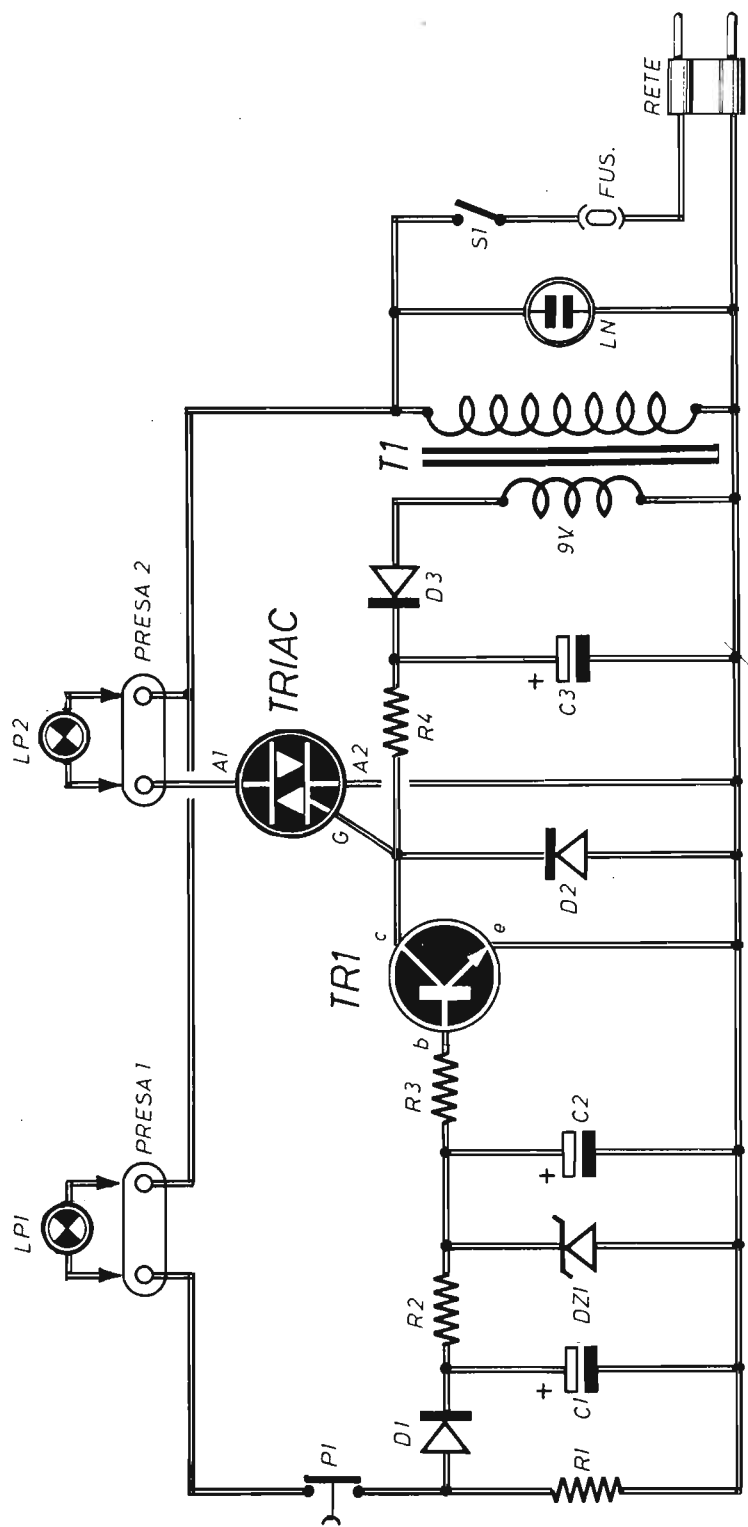 LP1
LP2
PRESA 1
PRESA 2
A1
TRIAC
G
A2
P1
TR1
D1
R2
R3
b
c
e
R4
D3
T1
9V
S1
FUS.
RETE
LN
+
C1
DZ1
+
C2
D2
+
C3
R1